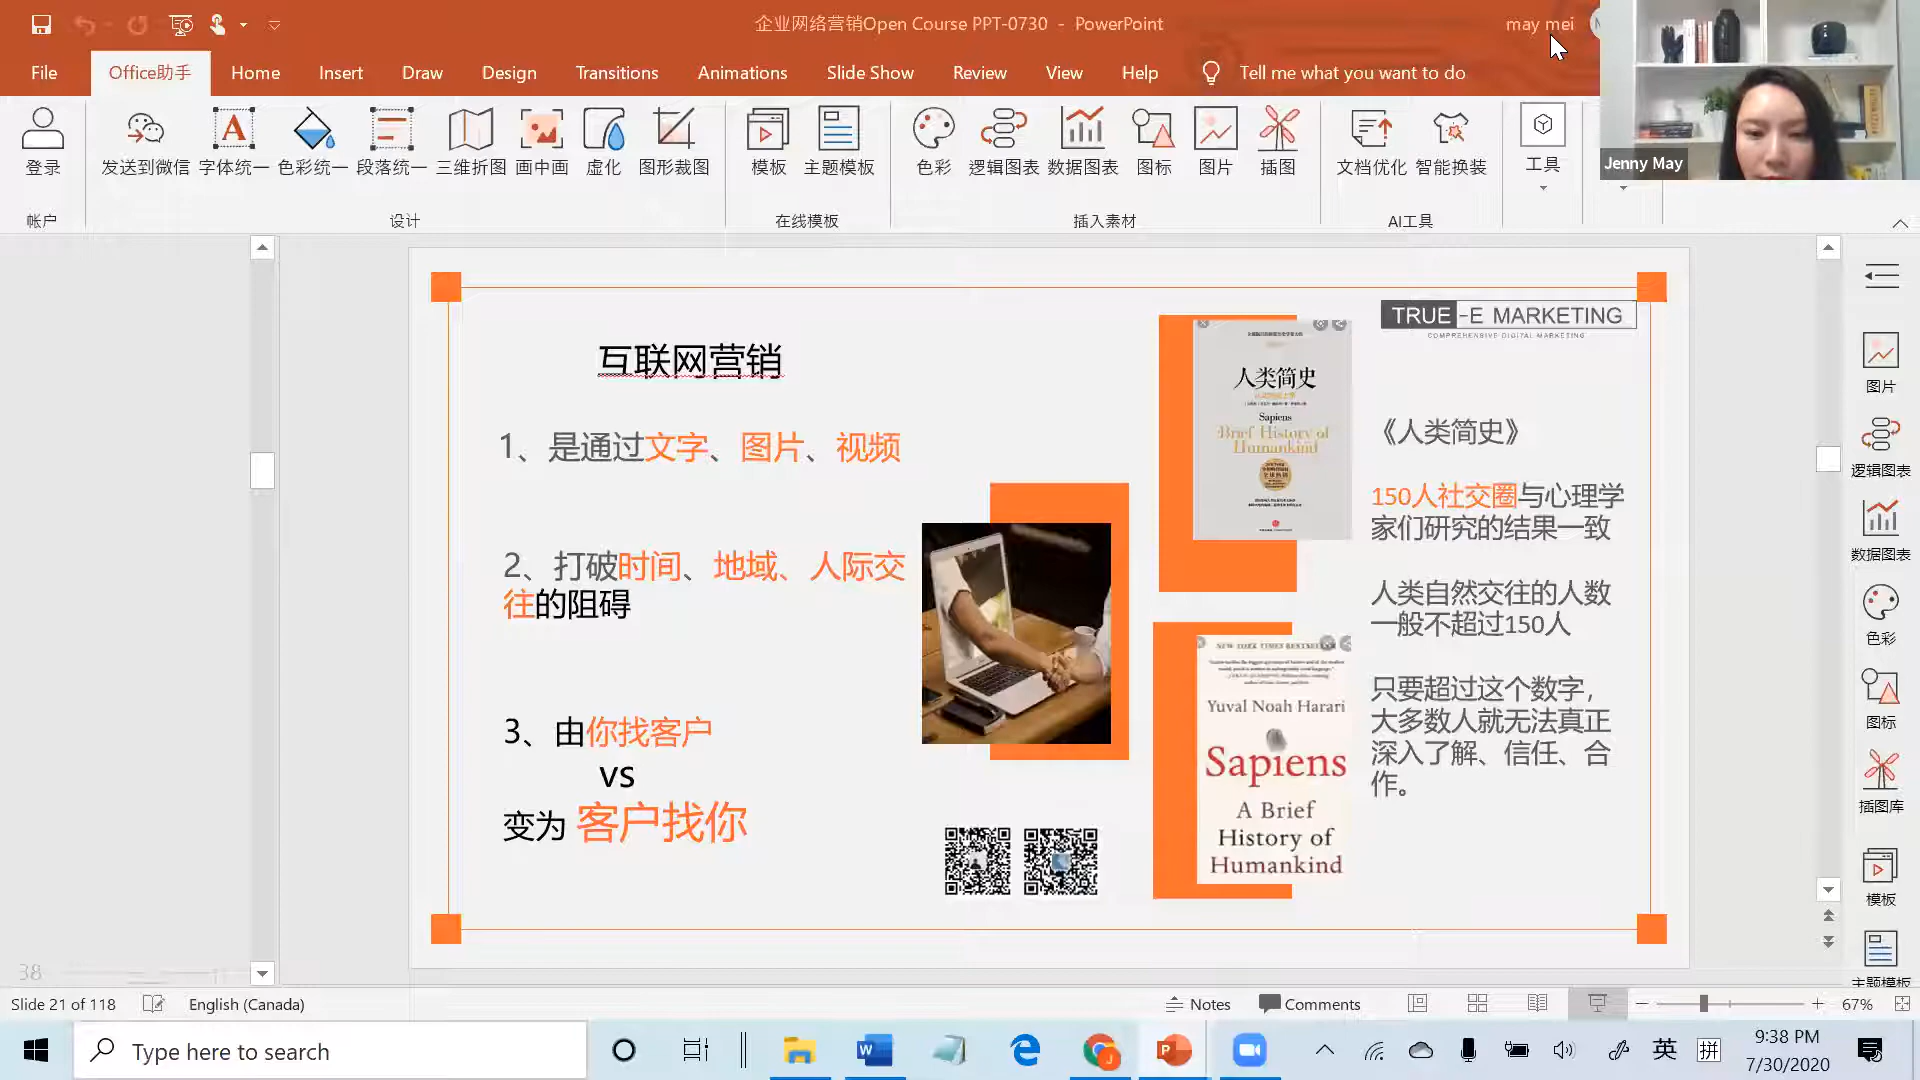 企业网络营销Open Course PPT-0730 - PowerPoint
may mei
File
Office助手
Home
Insert
Draw
Design
Transitions
Animations
Slide Show
Review
View
Help
Tell me what you want to do
登录
发送到微信
字体统一
色彩统一
段落统一
三维折图
画中画
虚化
图形裁图
模板
主题模板
色彩
逻辑图表
数据图表
图标
图片
插图
文档优化
智能换装
工具
帐户
设计
在线模板
插入素材
AI工具
Jenny May
互联网营销
1、是通过文字、图片、视频
2、打破时间、地域、人际交
往的阻碍
3、由你找客户
vs
变为 客户找你
人类简史
Sapiens
Brief History of
Humankind
NEW YORK TIMES BESTSELLER
Yuval Noah Harari
Sapiens
A Brief
History of
Humankind
TRUE-E MARKETING
COMPREHENSIVE DIGITAL MARKETING
《人类简史》
150人社交圈与心理学
家们研究的结果一致
人类自然交往的人数
一般不超过150人
只要超过这个数字，
大多数人就无法真正
深入了解、信任、合
作。
图片
逻辑图表
数据图表
色彩
图标
插图库
模板
主题模板
38
Slide 21 of 118
English (Canada)
Notes
Comments
67%
Type here to search
英
拼
9:38 PM
7/30/2020